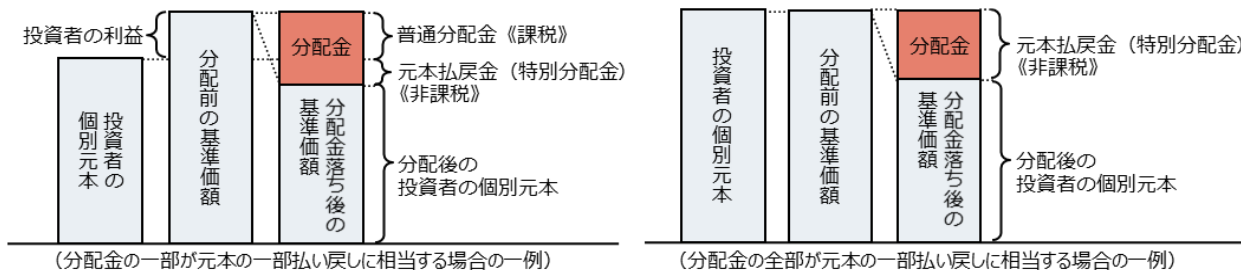 投資者の利益
投資者の
個別元本
分配前の基準価額
分配金
分配金落ち後の
基準価額
普通分配金《課税》
元本払戻金（特別分配金）
《非課税》
分配後の
投資者の個別元本
（分配金の一部が元本の一部払い戻しに相当する場合の一例）
投資者の個別元本
分配前の基準価額
分配金
分配金落ち後の
基準価額
元本払戻金（特別分配金）
《非課税》
分配後の
投資者の個別元本
（分配金の全部が元本の一部払い戻しに相当する場合の一例）